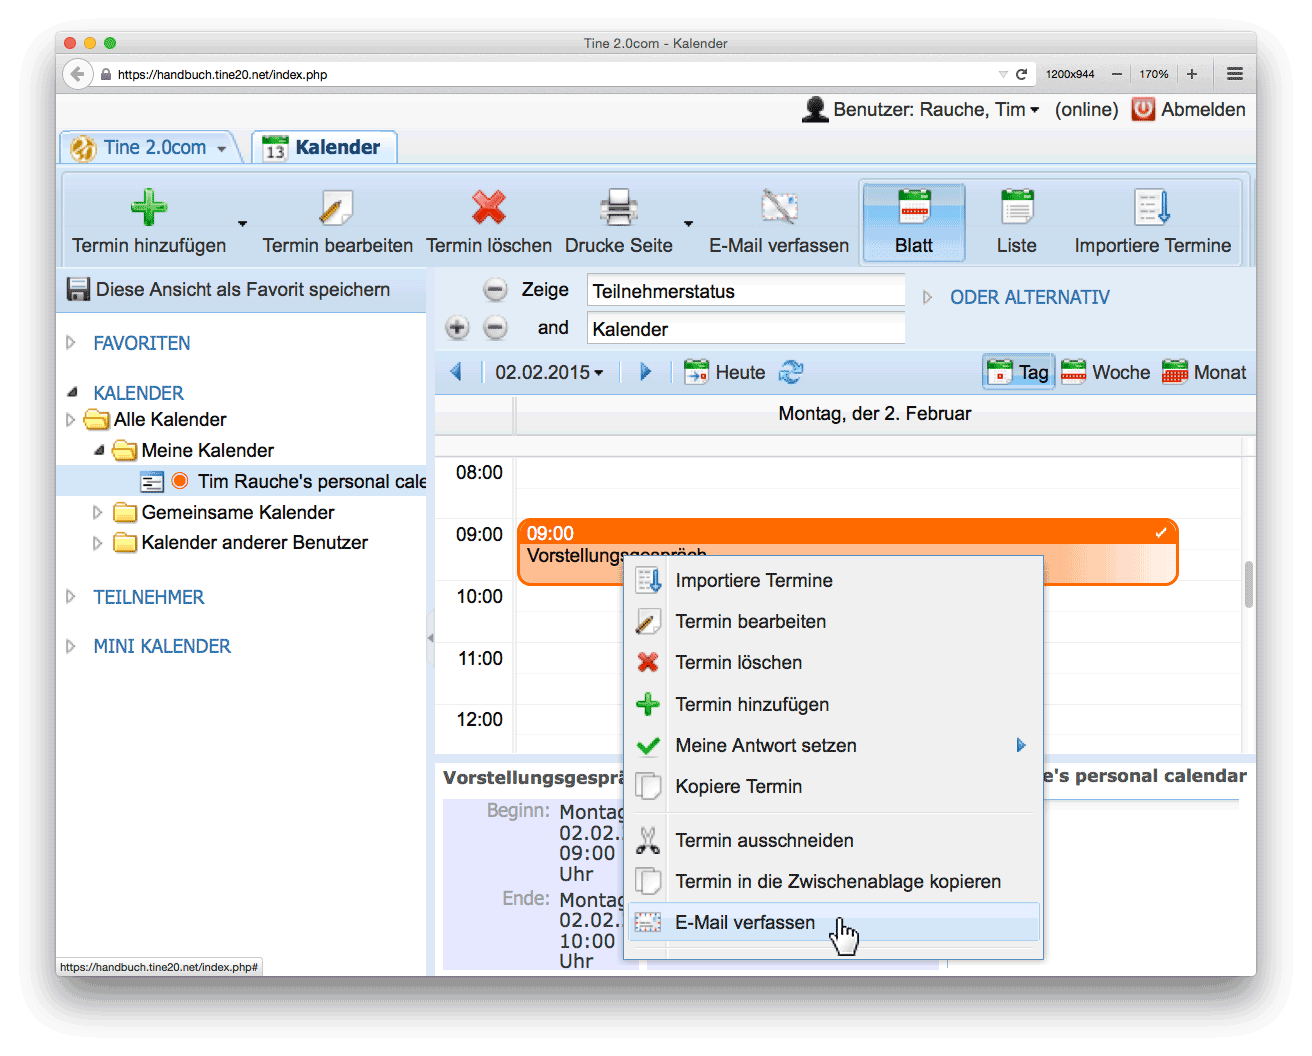 Tine 2.0com - Kalender
https://handbuch.tine20.net/index.php
1200x944
170%
Benutzer: Rauche, Tim
(online)
Abmelden
Tine 2.0com
13
Kalender
Termin hinzufügen
Termin bearbeiten
Termin löschen
Drucke Seite
E-Mail verfassen
Blatt
Liste
Importiere Termine
Diese Ansicht als Favorit speichern
FAVORITEN
KALENDER
Alle Kalender
Meine Kalender
Tim Rauche's personal cale
Gemeinsame Kalender
Kalender anderer Benutzer
TEILNEHMER
MINI KALENDER
Zeige
Teilnehmerstatus
ODER ALTERNATIV
and
Kalender
02.02.2015
Heute
Tag
Woche
Monat
Montag, der 2. Februar
08:00
09:00
10:00
11:00
12:00
09:00
Vorstellungsgespräch
Importiere Termine
Termin bearbeiten
Termin löschen
Termin hinzufügen
Meine Antwort setzen
Kopiere Termin
Termin ausschneiden
Termin in die Zwischenablage kopieren
E-Mail verfassen
Vorstellungsgesprä
e's personal calendar
Beginn:
Montag
02.02.
09:00
Uhr
Ende:
Montag
02.02.
10:00
Uhr
https://handbuch.tine20.net/index.php#